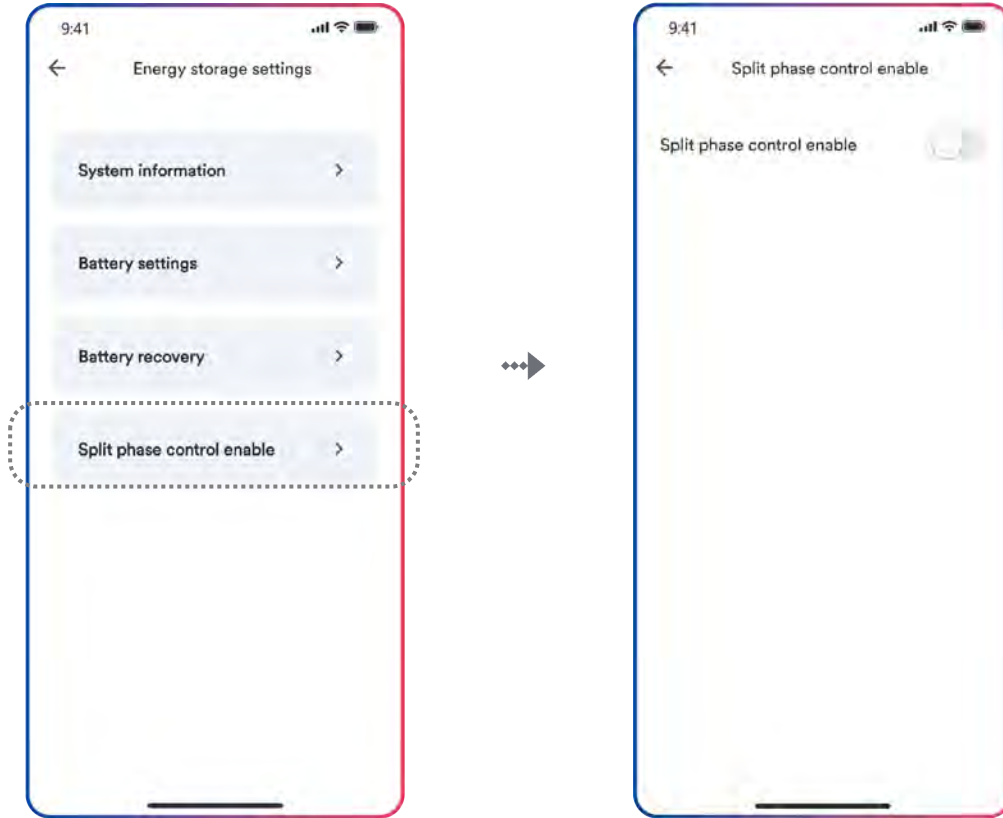 9:41
Energy storage settings
System information
Battery settings
Battery recovery
Split phase control enable
9:41
Split phase control enable
Split phase control enable